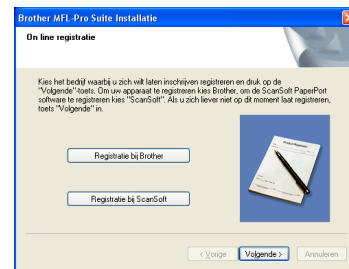 Brother MFL-Pro Suite Installatie
On line registratie
Kies het bedrijf waarbij u zich wilt laten inschrijven registreren en druk op de
"Volgende"-toets. Om uw apparaat te registreren kies Brother, om de ScanSoft PaperPort
software te registreren kies "ScanSoft". Als u zich liever niet op dit moment laat registreren,
toets "Volgende" in.
Registratie bij Brother
Registratie bij ScanSoft
< Vorige
Volgende >
Annuleren